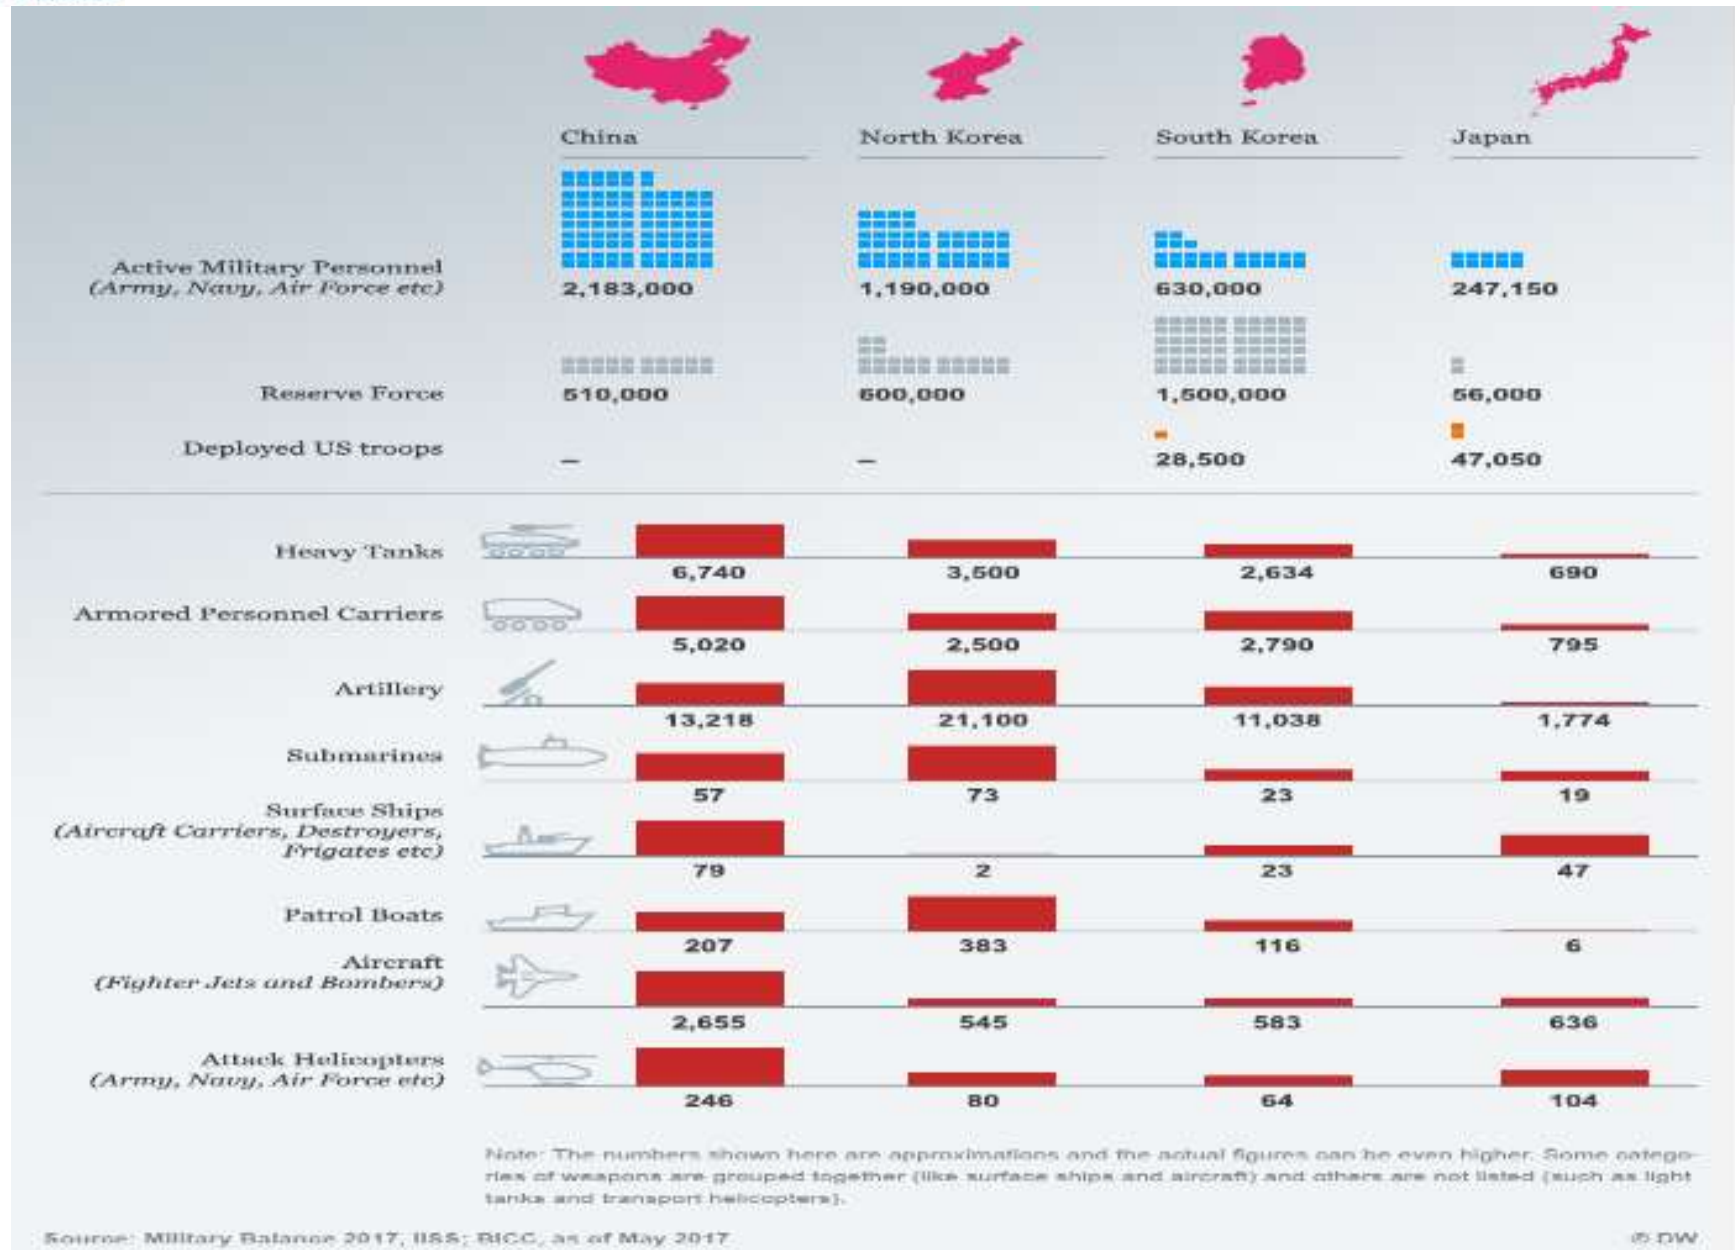 China North Korea South Korea Japan
Active Military Personnel
(Army, Navy, Air Force etc)
2,183,000 1,190,000 630,000 247,150
Reserve Force
510,000 600,000 1,500,000 56,000
Deployed US troops
– – 28,500 47,050
Heavy Tanks
6,740 3,500 2,634 690
Armored Personnel Carriers
5,020 2,500 2,790 795
Artillery
13,218 21,100 11,038 1,774
Submarines
57 73 23 19
Surface Ships
(Aircraft Carriers, Destroyers,
Frigates etc)
79 2 23 47
Patrol Boats
207 383 116 6
Aircraft
(Fighter Jets and Bombers)
2,655 545 583 636
Attack Helicopters
(Army, Navy, Air Force etc)
246 80 64 104
Note: The numbers shown here are approximations and the actual figures can be even higher. Some catego-
ries of weapons are grouped together (like surface ships and aircraft) and others are not listed (such as light
tanks and transport helicopters).
Source: Military Balance 2017, IISS; BICC, as of May 2017
© DW